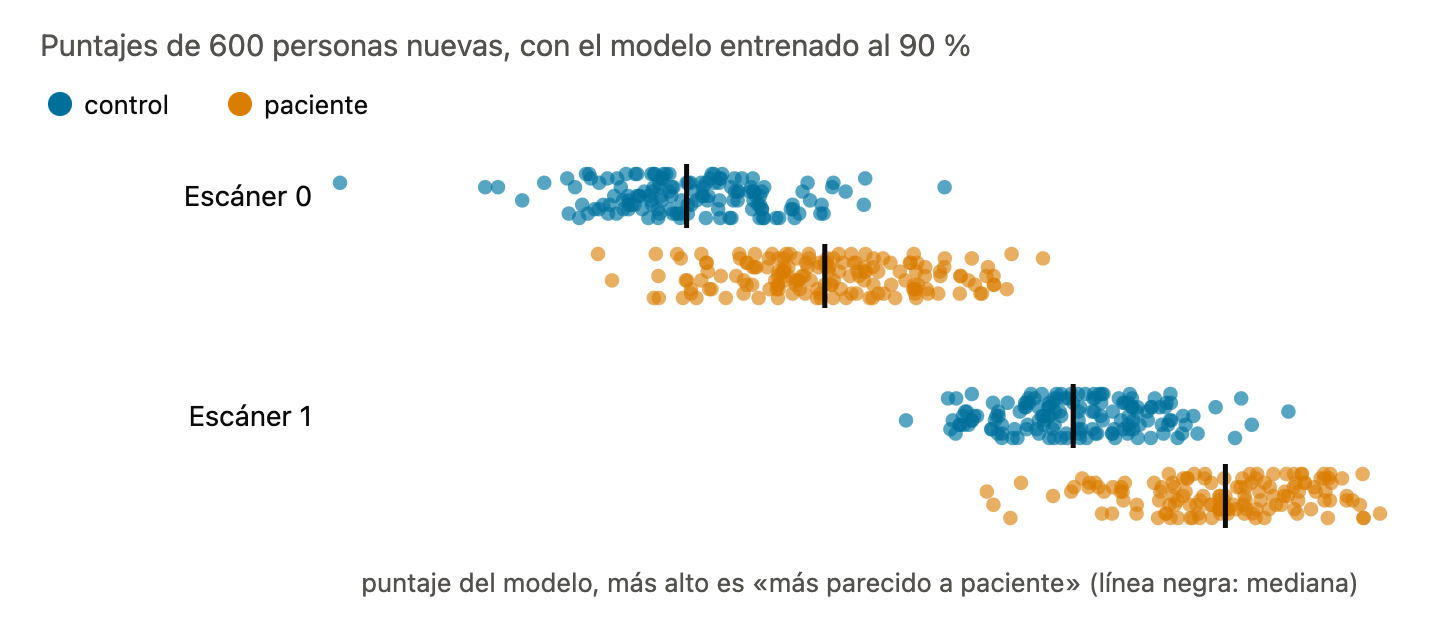 Puntajes de 600 personas nuevas, con el modelo entrenado al 90 %
control
paciente
Escáner 0
Escáner 1
puntaje del modelo, más alto es «más parecido a paciente» (línea negra: mediana)